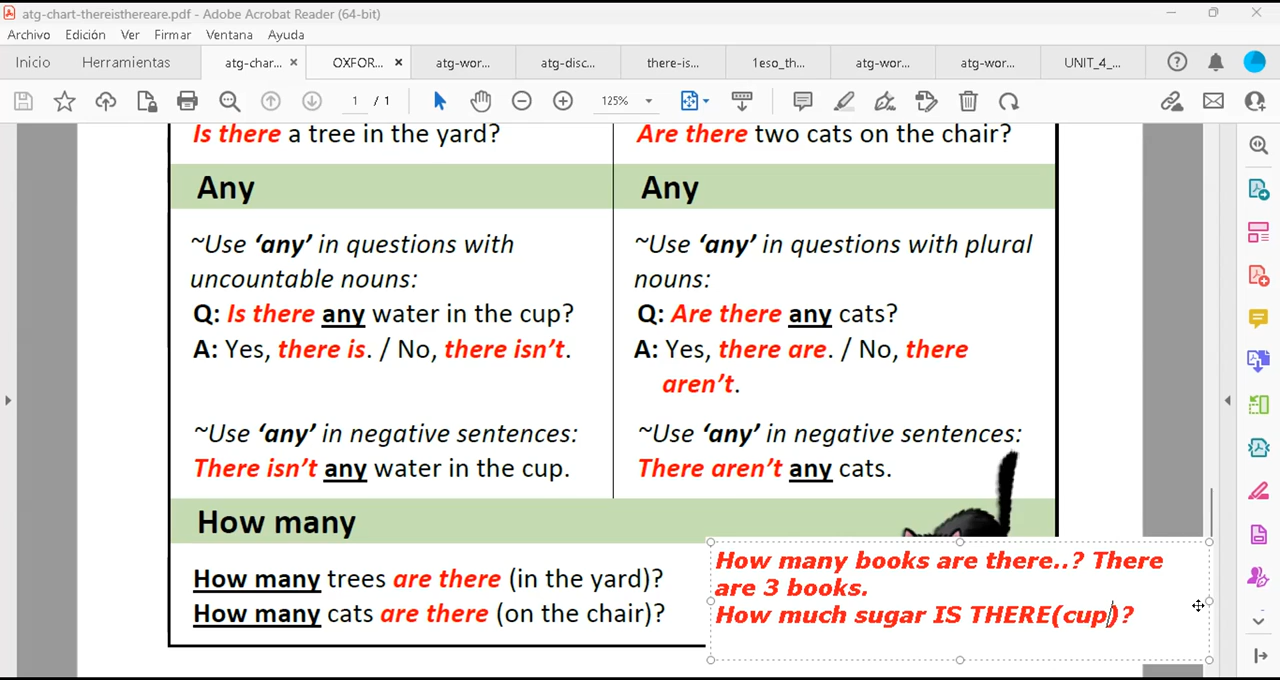 atg-chart-thereisthereare.pdf - Adobe Acrobat Reader (64-bit)
Archivo Edición Ver Firmar Ventana Ayuda
Inicio Herramientas atg-char... × OXFOR... × atg-wor... atg-disc... there-is... 1eso_th... atg-wor... atg-wor... UNIT_4_...
1 / 1 125%
Is there a tree in the yard? Are there two cats on the chair?
Any Any
~Use ‘any’ in questions with ~Use ‘any’ in questions with plural
uncountable nouns: nouns:
Q: Is there any water in the cup? Q: Are there any cats?
A: Yes, there is. / No, there isn’t. A: Yes, there are. / No, there
aren’t.
~Use ‘any’ in negative sentences: ~Use ‘any’ in negative sentences:
There isn’t any water in the cup. There aren’t any cats.
How many
How many trees are there (in the yard)?
How many cats are there (on the chair)?
How many books are there..? There
are 3 books.
How much sugar IS THERE(cup)?